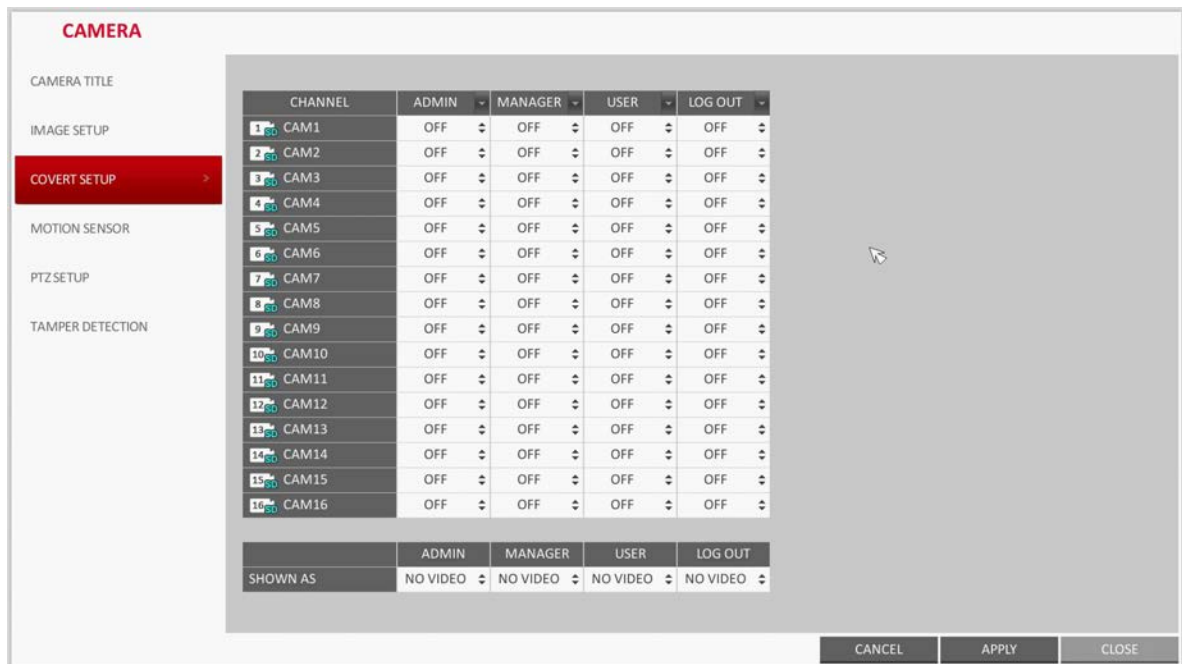 CAMERA
CAMERA TITLE
IMAGE SETUP
COVERT SETUP >
MOTION SENSOR
PTZ SETUP
TAMPER DETECTION
CHANNEL ADMIN MANAGER USER LOG OUT
1 SD CAM1 OFF OFF OFF OFF
2 SD CAM2 OFF OFF OFF OFF
3 SD CAM3 OFF OFF OFF OFF
4 SD CAM4 OFF OFF OFF OFF
5 SD CAM5 OFF OFF OFF OFF
6 SD CAM6 OFF OFF OFF OFF
7 SD CAM7 OFF OFF OFF OFF
8 SD CAM8 OFF OFF OFF OFF
9 SD CAM9 OFF OFF OFF OFF
10 SD CAM10 OFF OFF OFF OFF
11 SD CAM11 OFF OFF OFF OFF
12 SD CAM12 OFF OFF OFF OFF
13 SD CAM13 OFF OFF OFF OFF
14 SD CAM14 OFF OFF OFF OFF
15 SD CAM15 OFF OFF OFF OFF
16 SD CAM16 OFF OFF OFF OFF
ADMIN MANAGER USER LOG OUT
SHOWN AS NO VIDEO NO VIDEO NO VIDEO NO VIDEO
CANCEL APPLY CLOSE